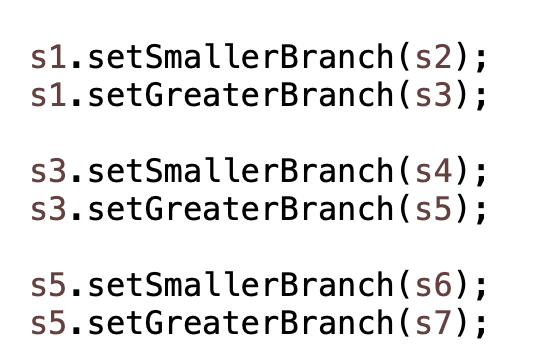 s1.setSmallerBranch(s2);
s1.setGreaterBranch(s3);
s3.setSmallerBranch(s4);
s3.setGreaterBranch(s5);
s5.setSmallerBranch(s6);
s5.setGreaterBranch(s7);